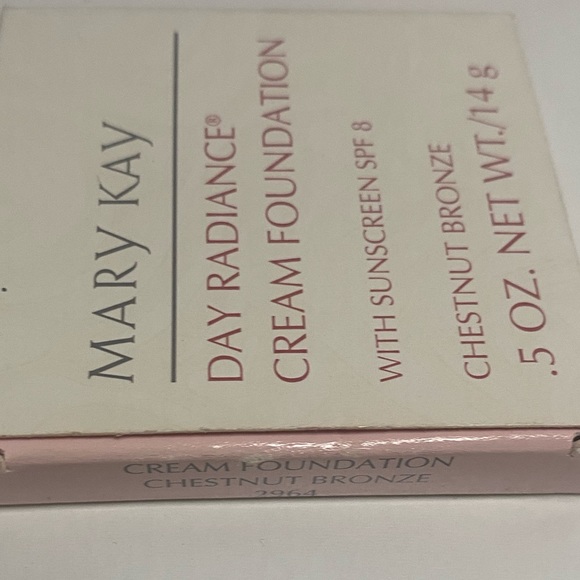 MARY KAY
DAY RADIANCE®
CREAM FOUNDATION
WITH SUNSCREEN SPF 8
CHESTNUT BRONZE
.5 OZ. NET WT./14 g
CREAM FOUNDATION
CHESTNUT BRONZE
2964